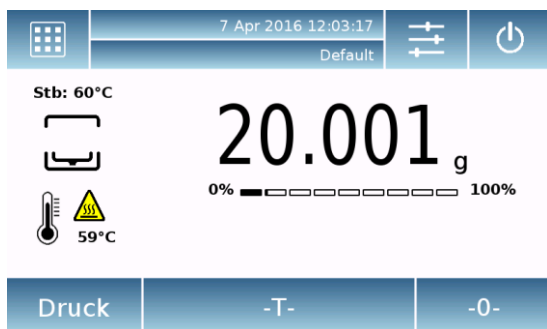 7 Apr 2016 12:03:17
Default
Stb: 60°C
20.001 g
0% 100%
59°C
Druck -T- -0-